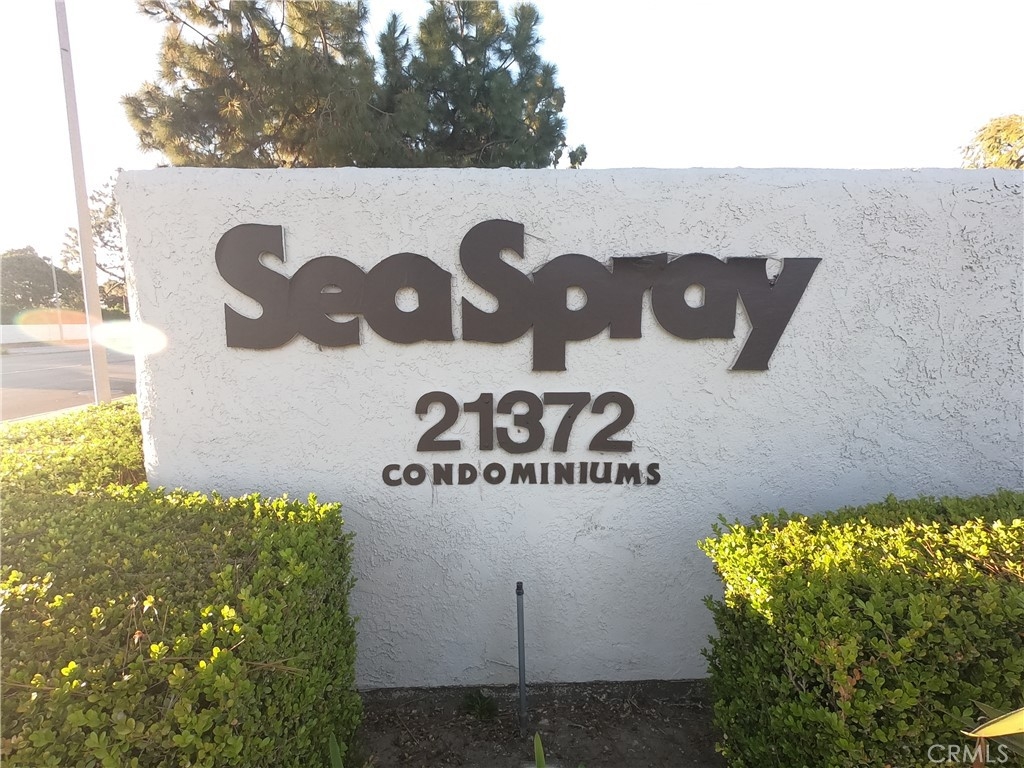 SeaSpray
21372
CONDOMINIUMS
CRMLS